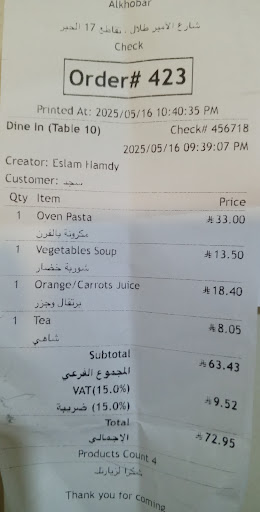 Alkhobar
شارع الأمير طلال ، تقاطع 17 الخبر
Check
Order# 423
Printed At: 2025/05/16 10:40:35 PM
Dine In (Table 10) Check# 456718
2025/05/16 09:39:07 PM
Creator: Eslam Hamdy
Customer:
Qty Item Price
1 Oven Pasta 33.00
مكرونة بالفرن
1 Vegetables Soup 13.50
شوربة خضار
1 Orange/Carrots Juice 18.40
برتقال وجزر
1 Tea 8.05
شاهي
Subtotal 63.43
المجموع الفرعي
VAT(15.0%) 9.52
ضريبة (15.0%)
Total 72.95
الإجمالي
Products Count 4
شكرا لزيارتك
Thank you for coming